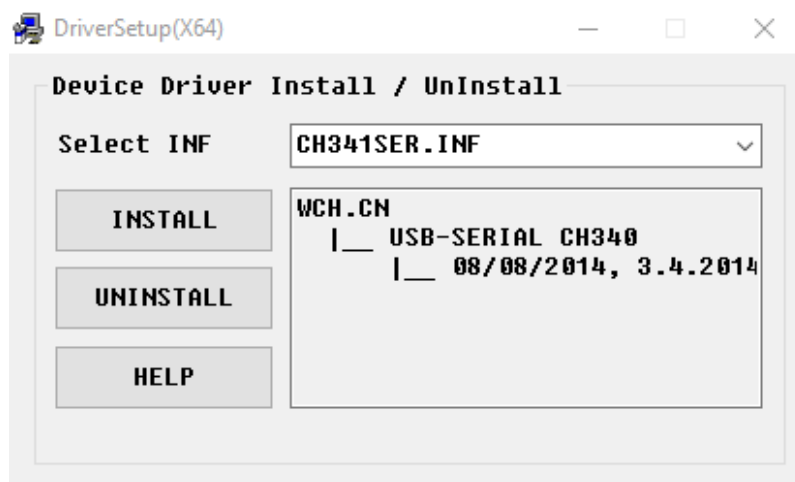 DriverSetup(X64)
Device Driver Install / UnInstall
Select INF
CH341SER.INF
INSTALL
UNINSTALL
HELP
WCH.CN
|__ USB-SERIAL CH340
|__ 08/08/2014, 3.4.2014